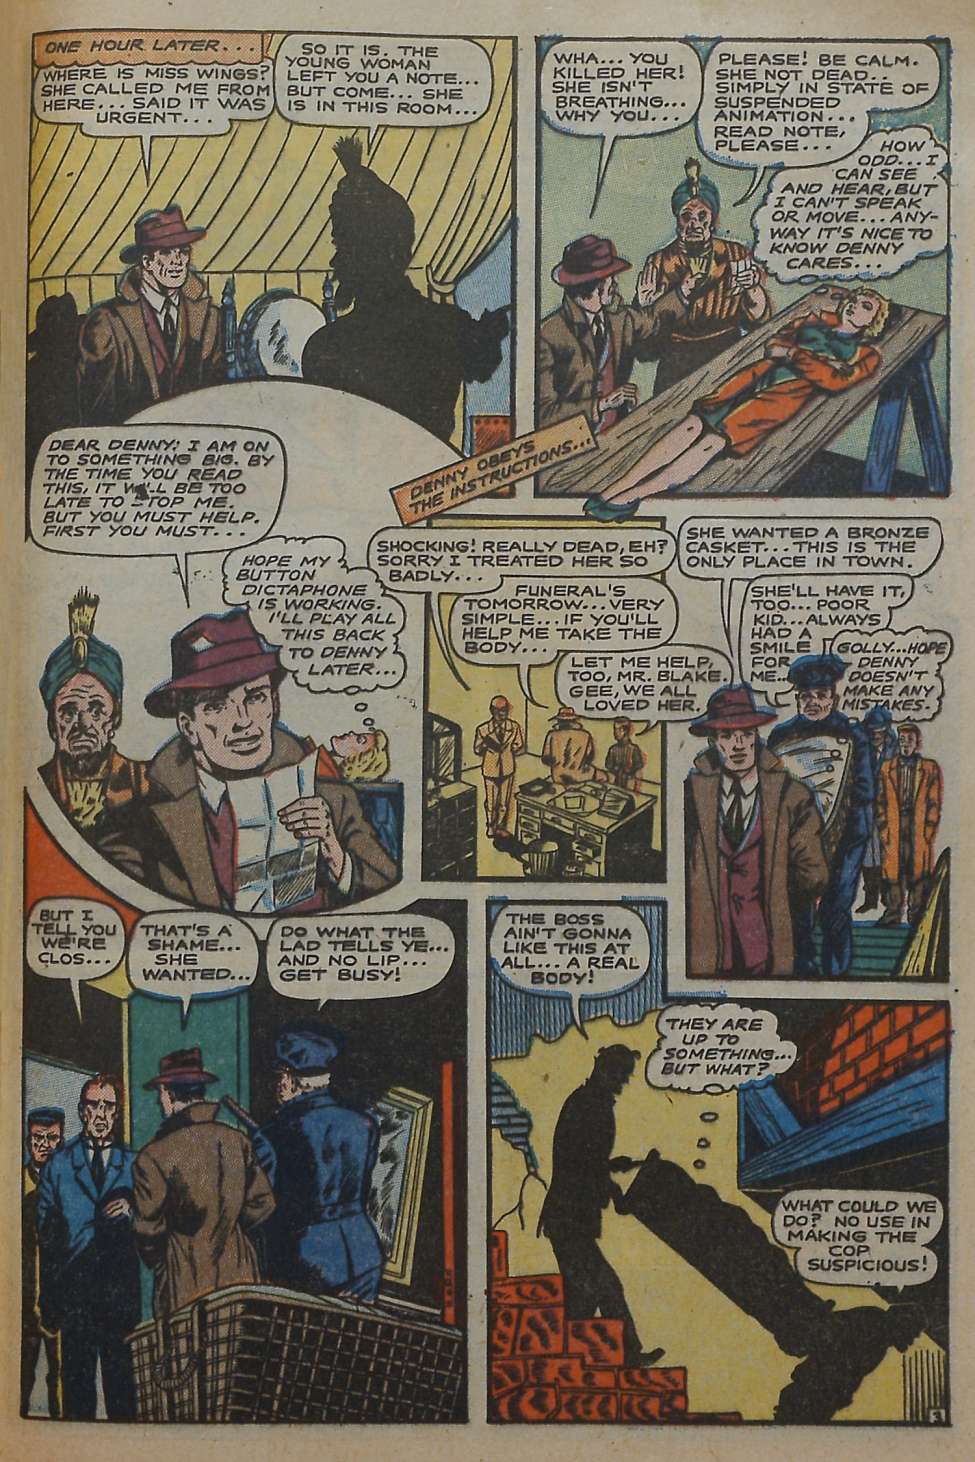 ONE HOUR LATER...
WHERE IS MISS WINGS?
SHE CALLED ME FROM
HERE... SAID IT WAS
URGENT...
SO IT IS. THE
YOUNG WOMAN
LEFT YOU A NOTE...
BUT COME... SHE
IS IN THIS ROOM...
WHA... YOU
KILLED HER!
SHE ISN'T
BREATHING...
WHY YOU...
PLEASE! BE CALM.
SHE NOT DEAD..
SIMPLY IN STATE OF
SUSPENDED
ANIMATION...
READ NOTE,
PLEASE...
HOW
ODD... I
CAN SEE
AND HEAR, BUT
I CAN'T SPEAK
OR MOVE... ANY-
WAY IT'S NICE TO
KNOW DENNY
CARES...
DEAR DENNY: I AM ON
TO SOMETHING BIG. BY
THE TIME YOU READ
THIS, IT WILL BE TOO
LATE TO STOP ME.
BUT YOU MUST HELP.
FIRST YOU MUST...
HOPE MY
BUTTON
DICTAPHONE
IS WORKING.
I'LL PLAY ALL
THIS BACK
TO DENNY
LATER...
DENNY OBEYS
THE INSTRUCTIONS...
SHOCKING! REALLY DEAD, EH?
SORRY I TREATED HER SO
BADLY...
FUNERAL'S
TOMORROW... VERY
SIMPLE... IF YOU'LL
HELP ME TAKE THE
BODY...
LET ME HELP,
TOO, MR. BLAKE.
GEE, WE ALL
LOVED HER.
SHE WANTED A BRONZE
CASKET... THIS IS THE
ONLY PLACE IN TOWN.
SHE'LL HAVE IT,
TOO... POOR
KID... ALWAYS
HAD A
SMILE
FOR
ME...
GOLLY... HOPE
DENNY
DOESN'T
MAKE ANY
MISTAKES.
BUT I
TELL YOU
WE'RE
CLOS...
THAT'S A
SHAME...
SHE
WANTED...
DO WHAT THE
LAD TELLS YE...
AND NO LIP...
GET BUSY!
THE BOSS
AIN'T GONNA
LIKE THIS AT
ALL... A REAL
BODY!
THEY ARE
UP TO
SOMETHING...
BUT WHAT?
WHAT COULD WE
DO? NO USE IN
MAKING THE
COP
SUSPICIOUS!
3